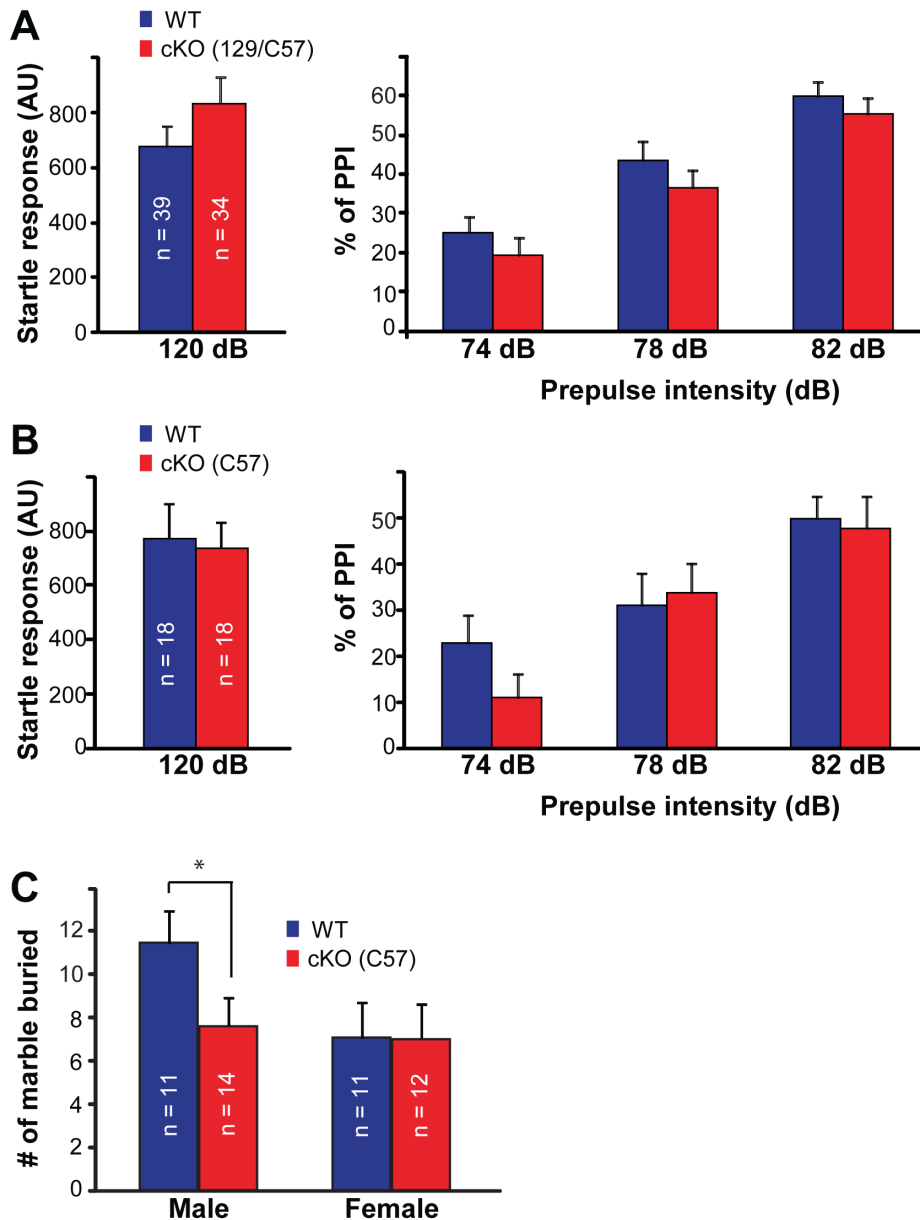 A
WT
cKO (129/C57)
Startle response (AU)
800
600
400
200
0
n = 39
n = 34
120 dB
% of PPI
60
50
40
30
20
10
0
74 dB
78 dB
82 dB
Prepulse intensity (dB)
B
WT
cKO (C57)
Startle response (AU)
800
600
400
200
0
n = 18
n = 18
120 dB
% of PPI
50
40
30
20
10
0
74 dB
78 dB
82 dB
Prepulse intensity (dB)
C
*
WT
cKO (C57)
# of marble buried
12
10
8
6
4
2
0
n = 11
n = 14
n = 11
n = 12
Male
Female